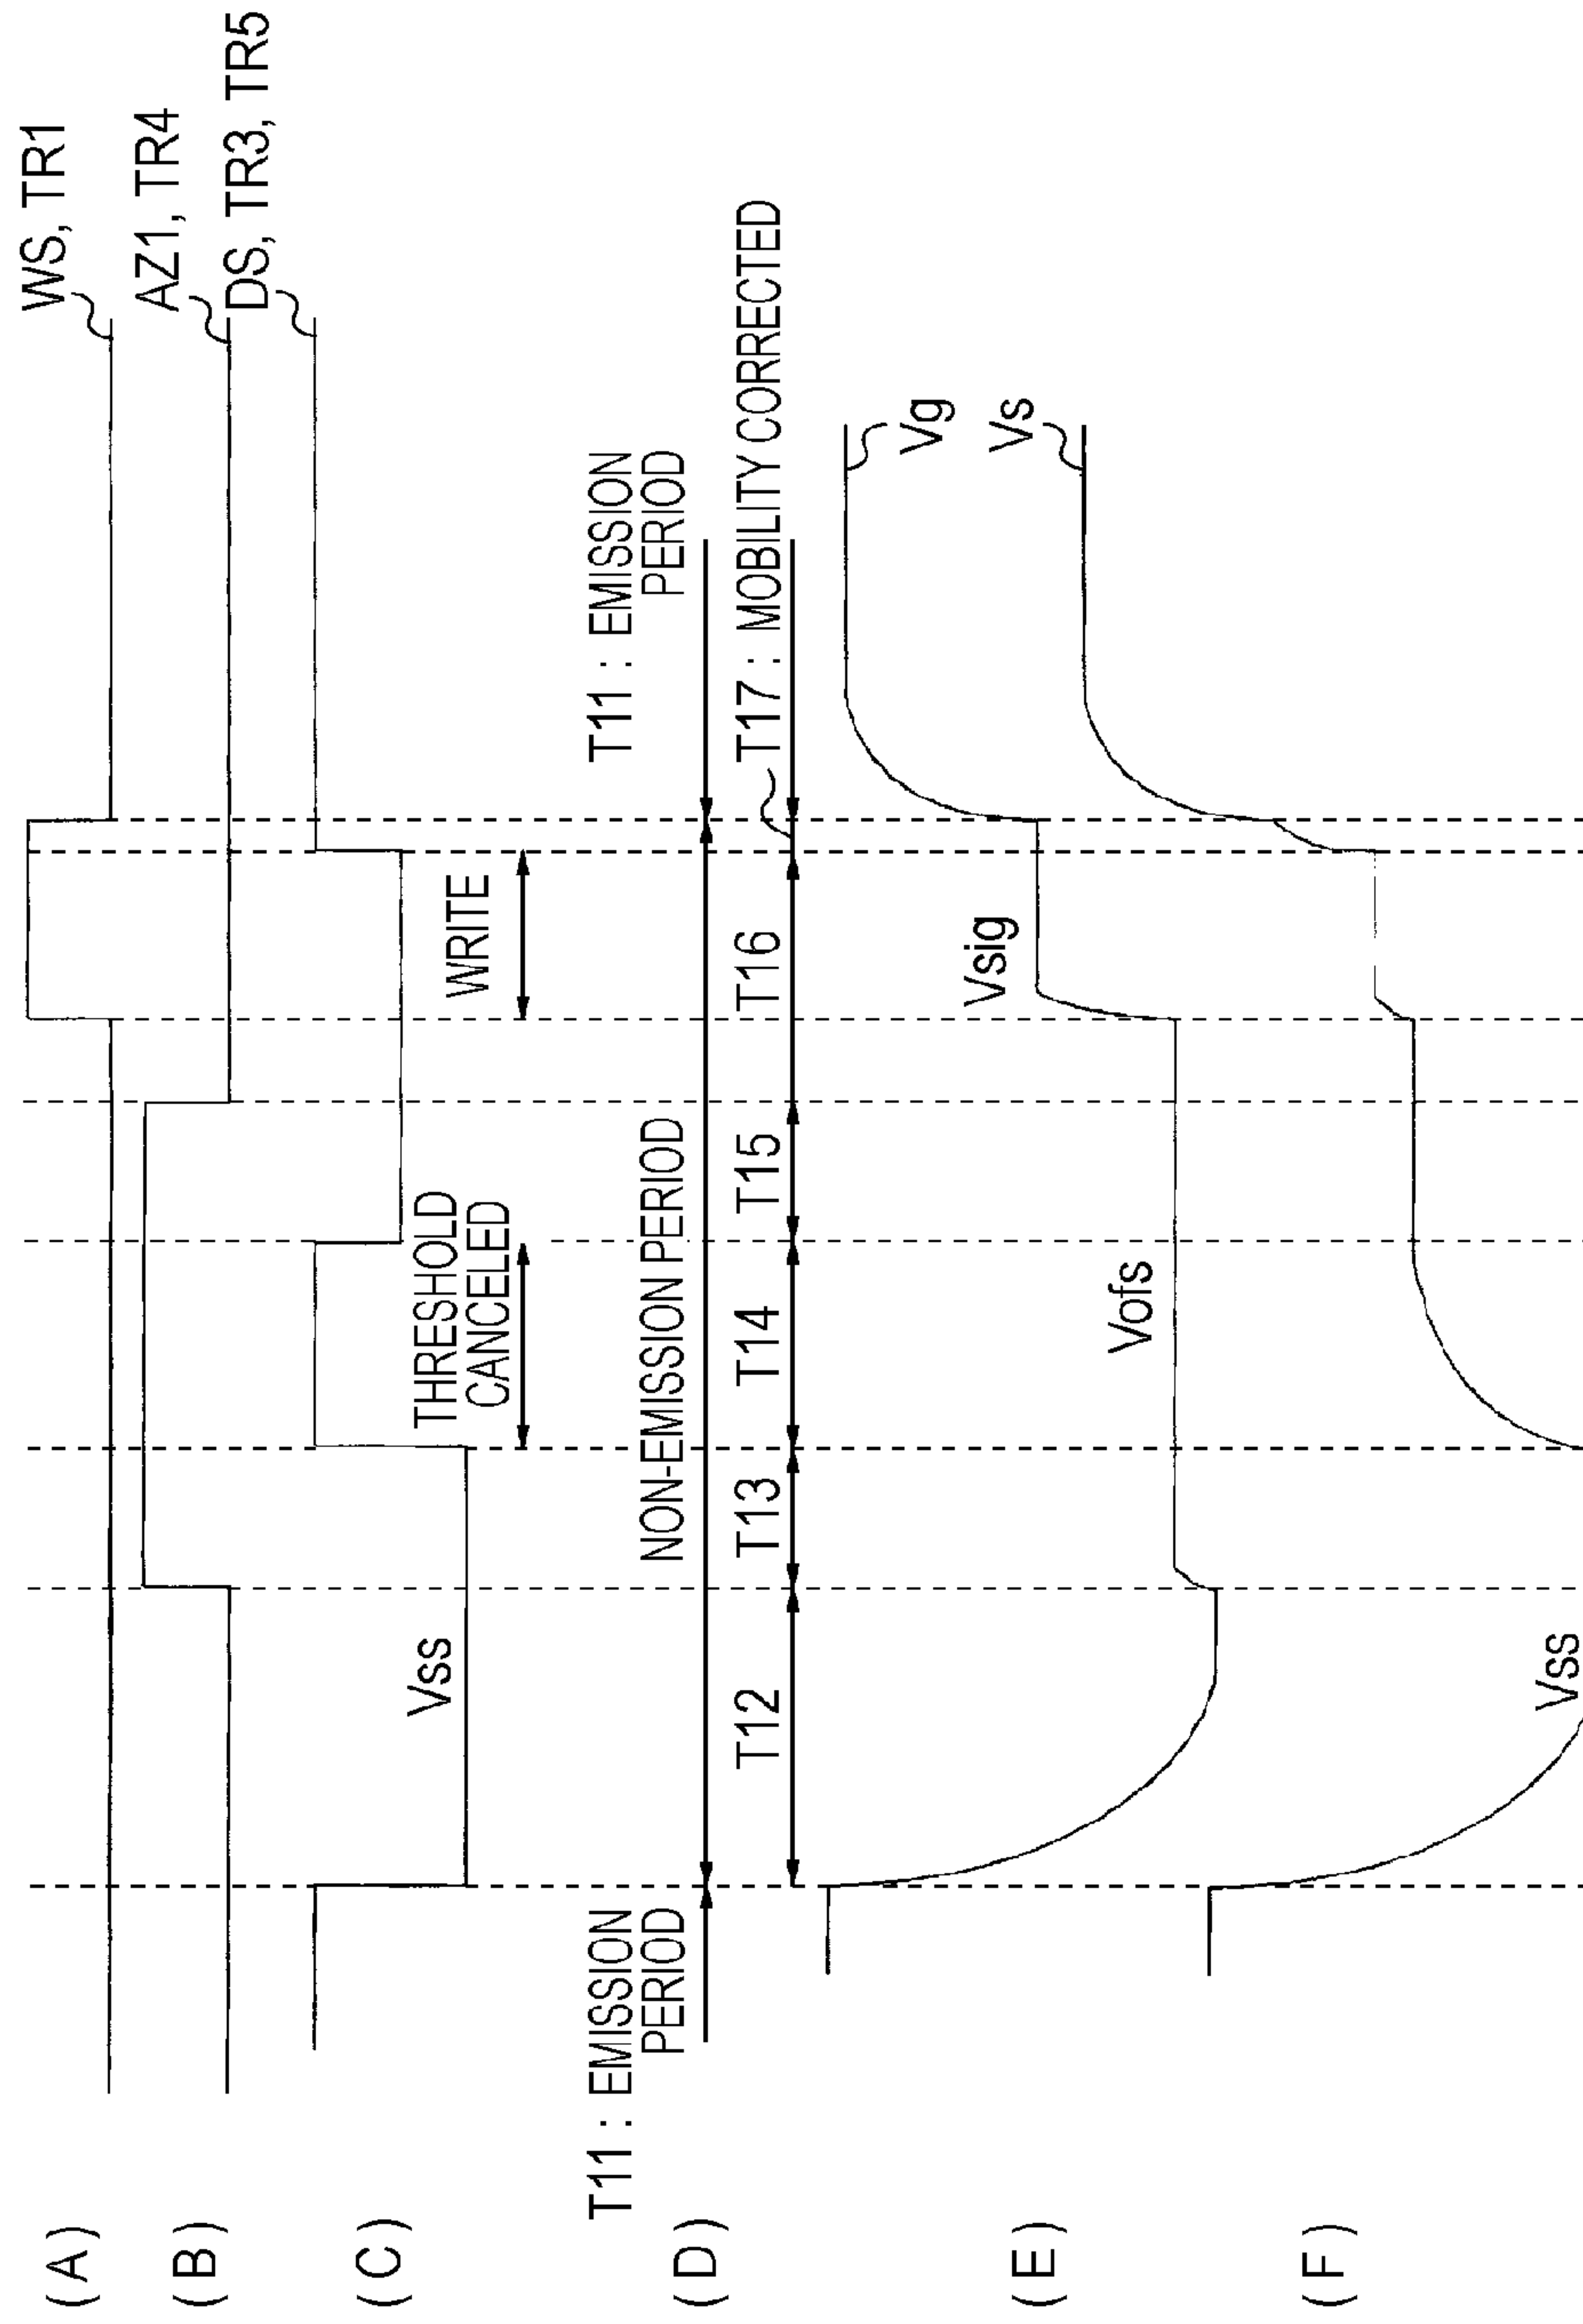 (A)
WS, TR1
(B)
AZ1, TR4
(C)
DS, TR3, TR5
Vss
THRESHOLD
CANCELED
WRITE
(D)
T11 : EMISSION
PERIOD
NON-EMISSION PERIOD
T11 : EMISSION
PERIOD
T12
T13
T14
T15
T16
T17 : MOBILITY CORRECTED
(E)
Vofs
Vsig
Vg
(F)
Vss
Vs